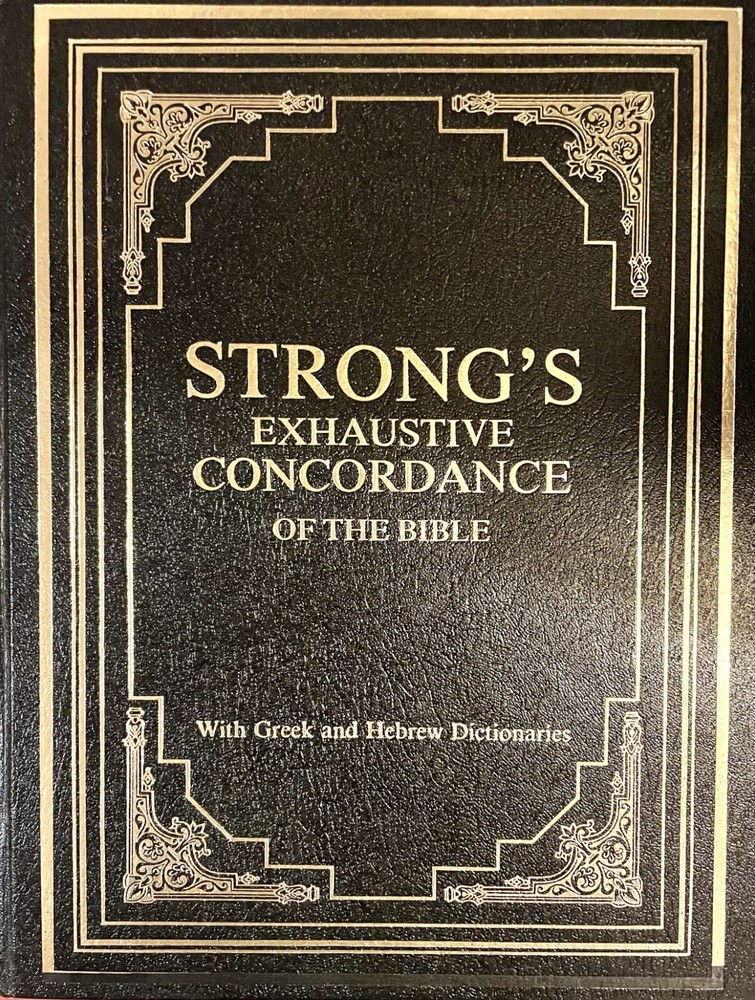 STRONG’S
EXHAUSTIVE
CONCORDANCE
OF THE BIBLE
With Greek and Hebrew Dictionaries